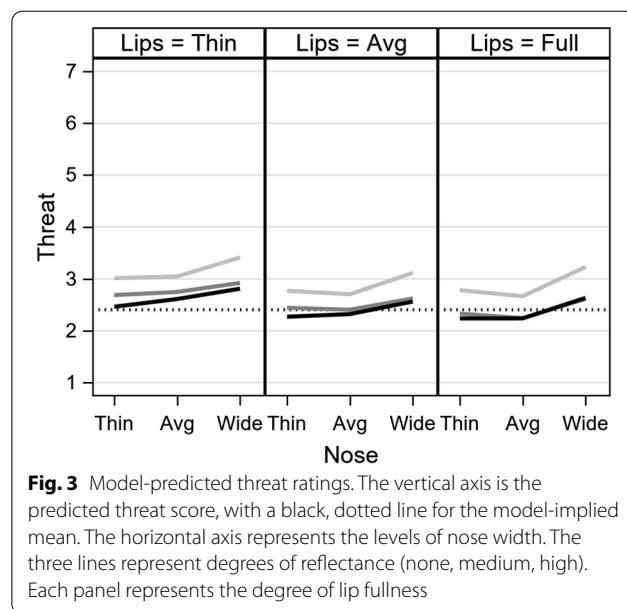 Lips = Thin Lips = Avg Lips = Full
7
6
5
4
3
2
1
Threat
Thin Avg Wide Thin Avg Wide Thin Avg Wide
Nose
Fig. 3 Model-predicted threat ratings. The vertical axis is the
predicted threat score, with a black, dotted line for the model-implied
mean. The horizontal axis represents the levels of nose width. The
three lines represent degrees of reflectance (none, medium, high).
Each panel represents the degree of lip fullness